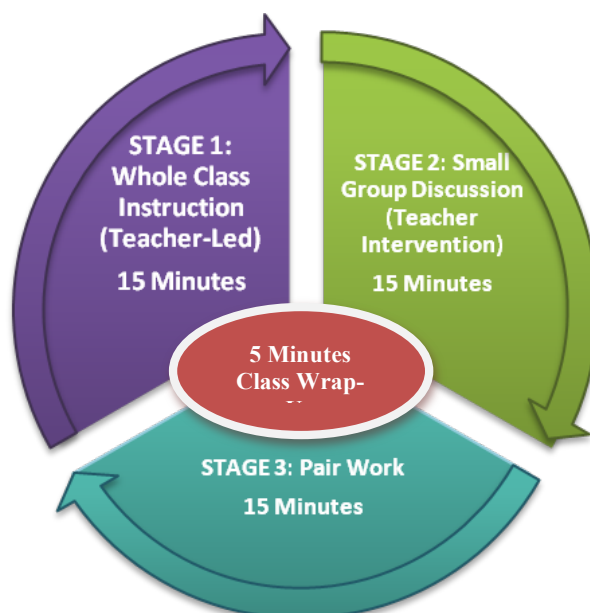 STAGE 1:
Whole Class
Instruction
(Teacher-Led)
15 Minutes
STAGE 2: Small
Group Discussion
(Teacher
Intervention)
15 Minutes
5 Minutes
Class Wrap-
STAGE 3: Pair Work
15 Minutes